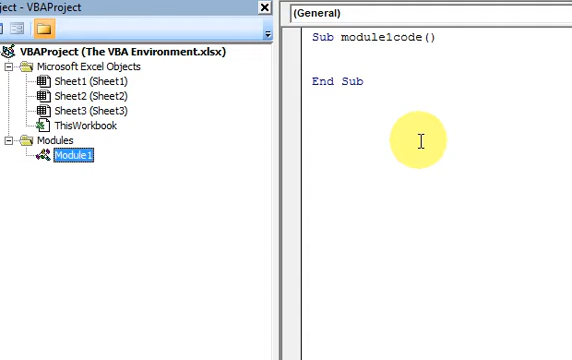 ject - VBAProject
VBAProject (The VBA Environment.xlsx)
Microsoft Excel Objects
Sheet1 (Sheet1)
Sheet2 (Sheet2)
Sheet3 (Sheet3)
ThisWorkbook
Modules
Module1
(General)
Sub module1code()
End Sub